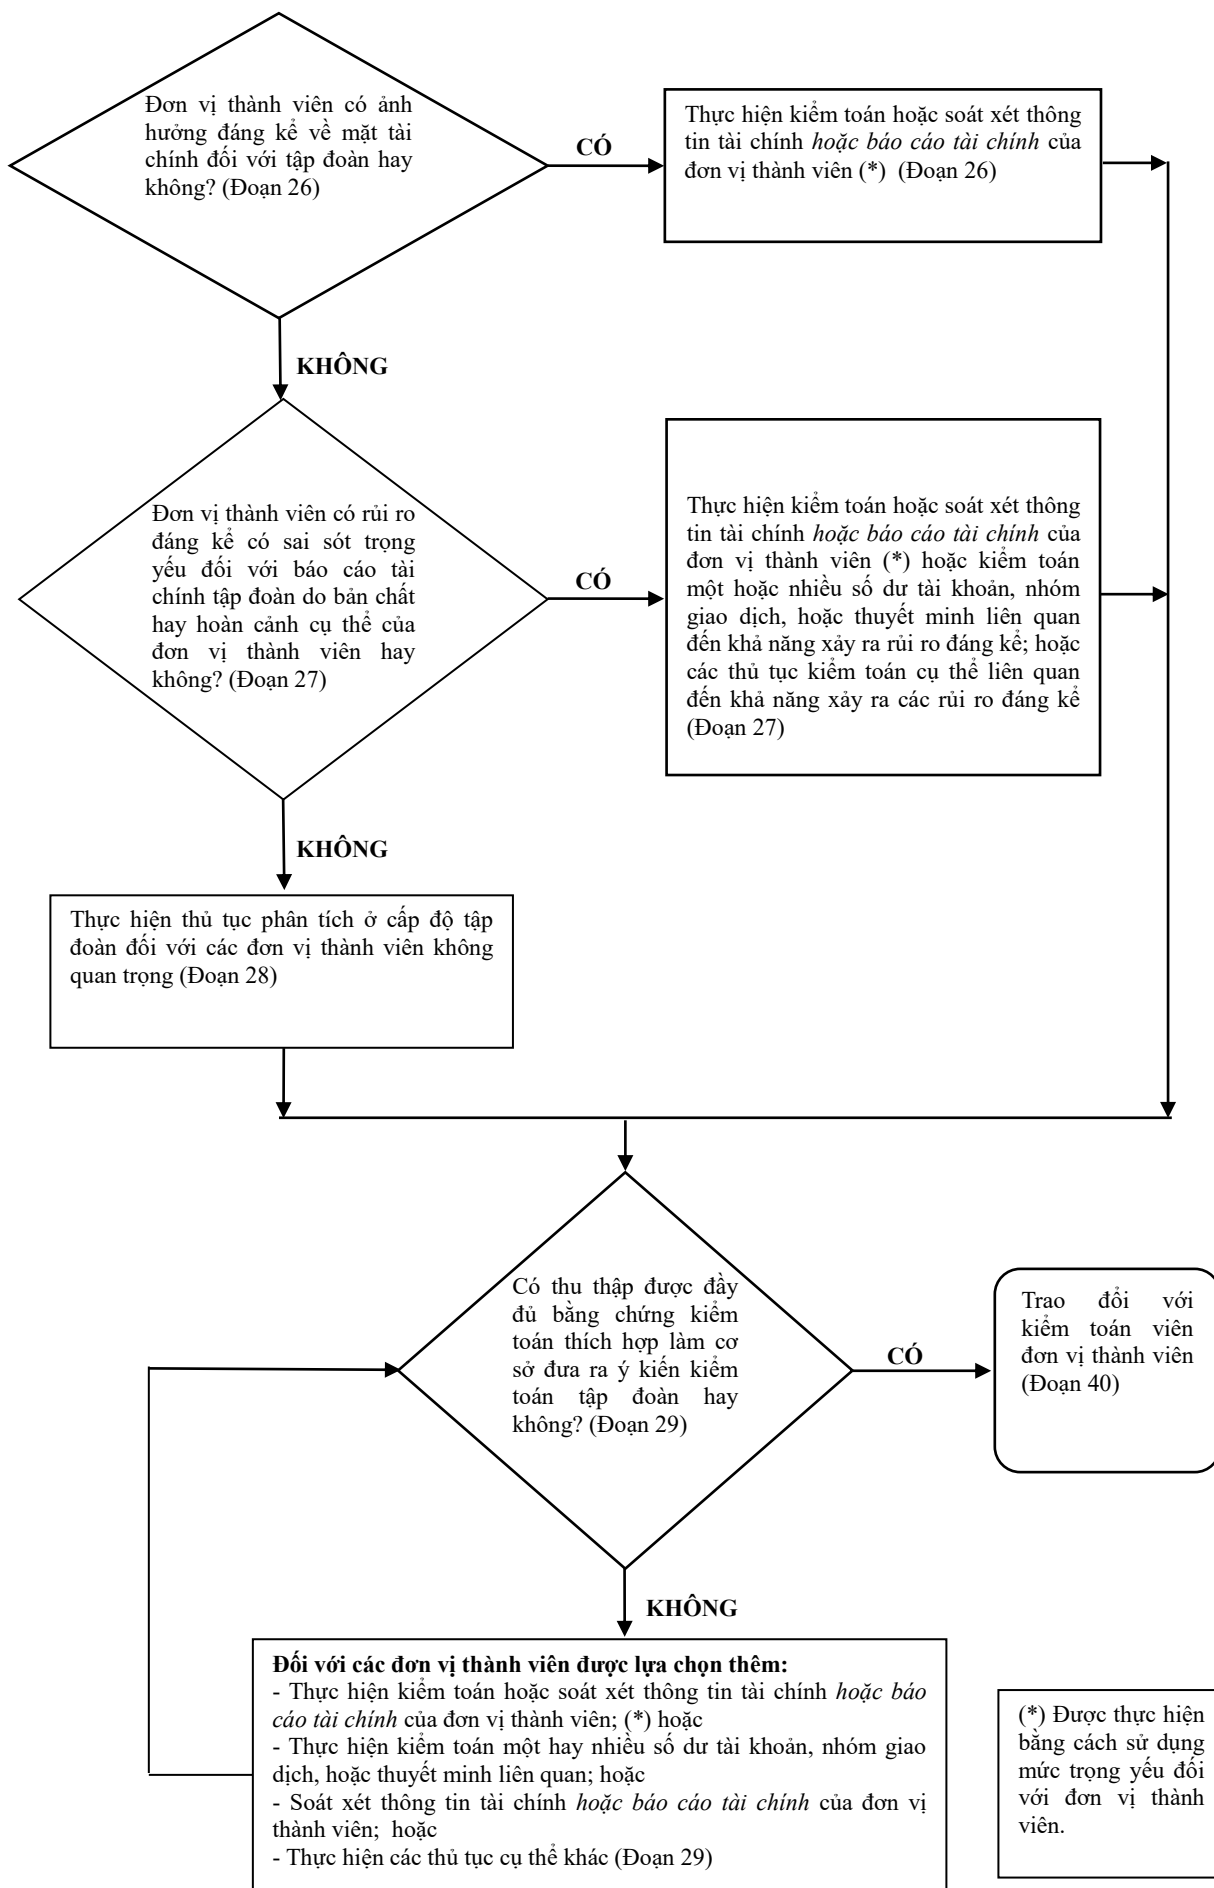 Đơn vị thành viên có ảnh
hưởng đáng kể về mặt tài
chính đối với tập đoàn hay
không? (Đoạn 26)
CÓ
Thực hiện kiểm toán hoặc soát xét thông
tin tài chính hoặc báo cáo tài chính của
đơn vị thành viên (*) (Đoạn 26)
KHÔNG
Đơn vị thành viên có rủi ro
đáng kể có sai sót trọng
yếu đối với báo cáo tài
chính tập đoàn do bản chất
hay hoàn cảnh cụ thể của
đơn vị thành viên hay
không? (Đoạn 27)
CÓ
Thực hiện kiểm toán hoặc soát xét thông
tin tài chính hoặc báo cáo tài chính của
đơn vị thành viên (*) hoặc kiểm toán
một hoặc nhiều số dư tài khoản, nhóm
giao dịch, hoặc thuyết minh liên quan
đến khả năng xảy ra rủi ro đáng kể; hoặc
các thủ tục kiểm toán cụ thể liên quan
đến khả năng xảy ra các rủi ro đáng kể
(Đoạn 27)
KHÔNG
Thực hiện thủ tục phân tích ở cấp độ tập
đoàn đối với các đơn vị thành viên không
quan trọng (Đoạn 28)
Có thu thập được đầy
đủ bằng chứng kiểm
toán thích hợp làm cơ
sở đưa ra ý kiến kiểm
toán tập đoàn hay
không? (Đoạn 29)
CÓ
Trao đổi với
kiểm toán viên
đơn vị thành viên
(Đoạn 40)
KHÔNG
Đối với các đơn vị thành viên được lựa chọn thêm:
- Thực hiện kiểm toán hoặc soát xét thông tin tài chính hoặc báo
cáo tài chính của đơn vị thành viên; (*) hoặc
- Thực hiện kiểm toán một hay nhiều số dư tài khoản, nhóm giao
dịch, hoặc thuyết minh liên quan; hoặc
- Soát xét thông tin tài chính hoặc báo cáo tài chính của đơn vị
thành viên; hoặc
- Thực hiện các thủ tục cụ thể khác (Đoạn 29)
(*) Được thực hiện
bằng cách sử dụng
mức trọng yếu đối
với đơn vị thành
viên.